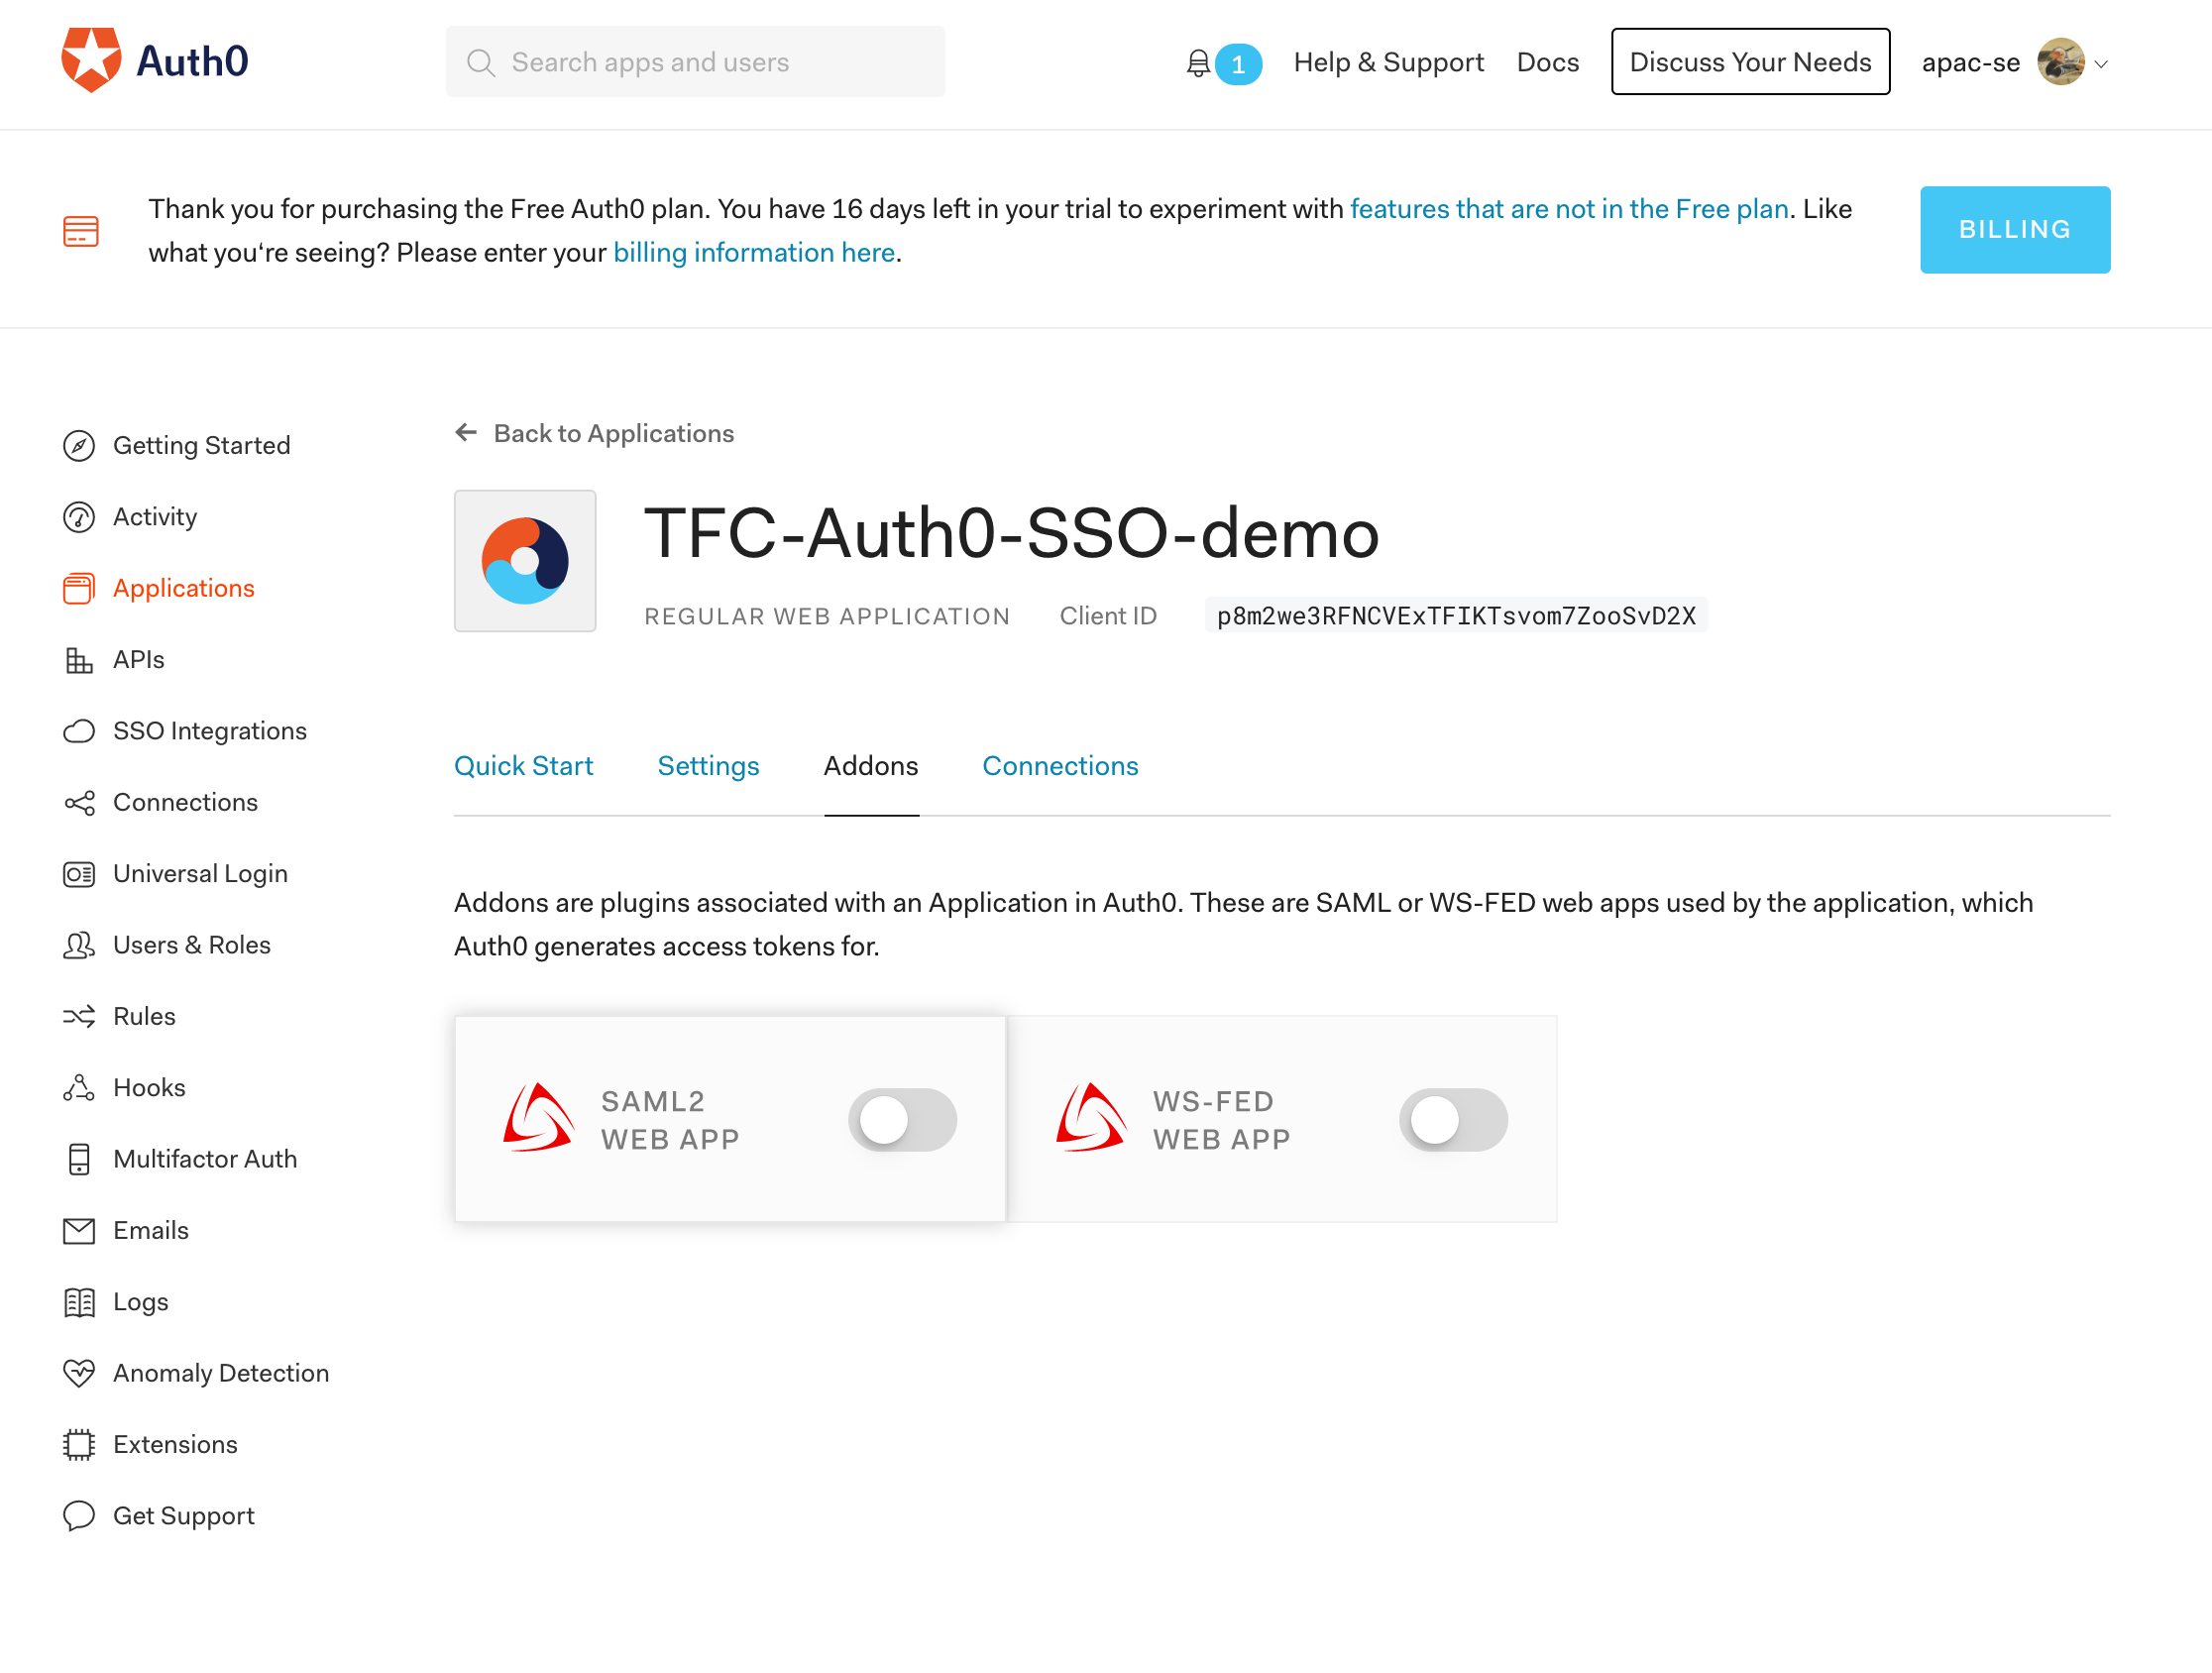 Auth0
Search apps and users
1
Help & Support
Docs
Discuss Your Needs
apac-se
Thank you for purchasing the Free Auth0 plan. You have 16 days left in your trial to experiment with features that are not in the Free plan. Like
what you‘re seeing? Please enter your billing information here.
BILLING
Getting Started
Activity
Applications
APIs
SSO Integrations
Connections
Universal Login
Users & Roles
Rules
Hooks
Multifactor Auth
Emails
Logs
Anomaly Detection
Extensions
Get Support
Back to Applications
TFC-Auth0-SSO-demo
REGULAR WEB APPLICATION
Client ID
p8m2we3RFNCVExTFIKTsvom7ZooSvD2X
Quick Start
Settings
Addons
Connections
Addons are plugins associated with an Application in Auth0. These are SAML or WS-FED web apps used by the application, which
Auth0 generates access tokens for.
SAML2
WEB APP
WS-FED
WEB APP